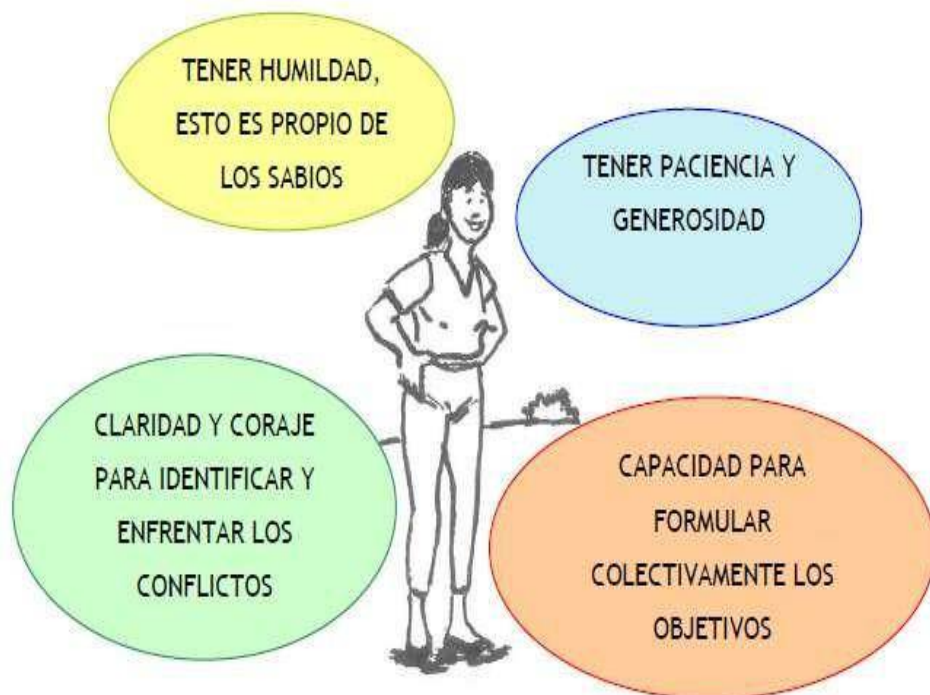 TENER HUMILDAD,
ESTO ES PROPIO DE
LOS SABIOS
TENER PACIENCIA Y
GENEROSIDAD
CLARIDAD Y CORAJE
PARA IDENTIFICAR Y
ENFRENTAR LOS
CONFLICTOS
CAPACIDAD PARA
FORMULAR
COLECTIVAMENTE LOS
OBJETIVOS